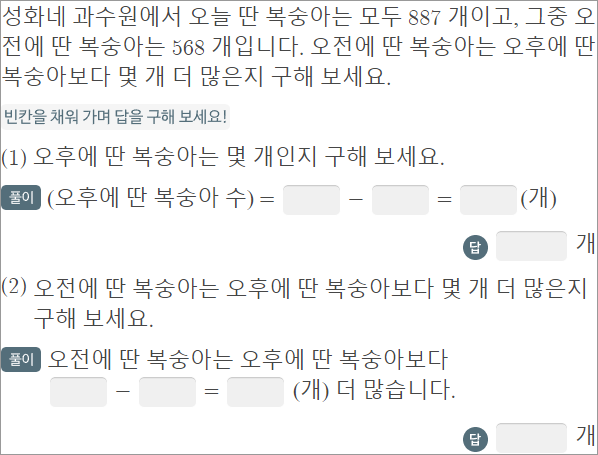 성화네 과수원에서 오늘 딴 복숭아는 모두 887 개이고, 그중 오
전에 딴 복숭아는 568 개입니다. 오전에 딴 복숭아는 오후에 딴
복숭아보다 몇 개 더 많은지 구해 보세요.
빈칸을 채워 가며 답을 구해 보세요!
(1) 오후에 딴 복숭아는 몇 개인지 구해 보세요.
풀이 (오후에 딴 복숭아 수) = − = (개)
답 개
(2) 오전에 딴 복숭아는 오후에 딴 복숭아보다 몇 개 더 많은지
구해 보세요.
풀이 오전에 딴 복숭아는 오후에 딴 복숭아보다
− = (개) 더 많습니다.
답 개